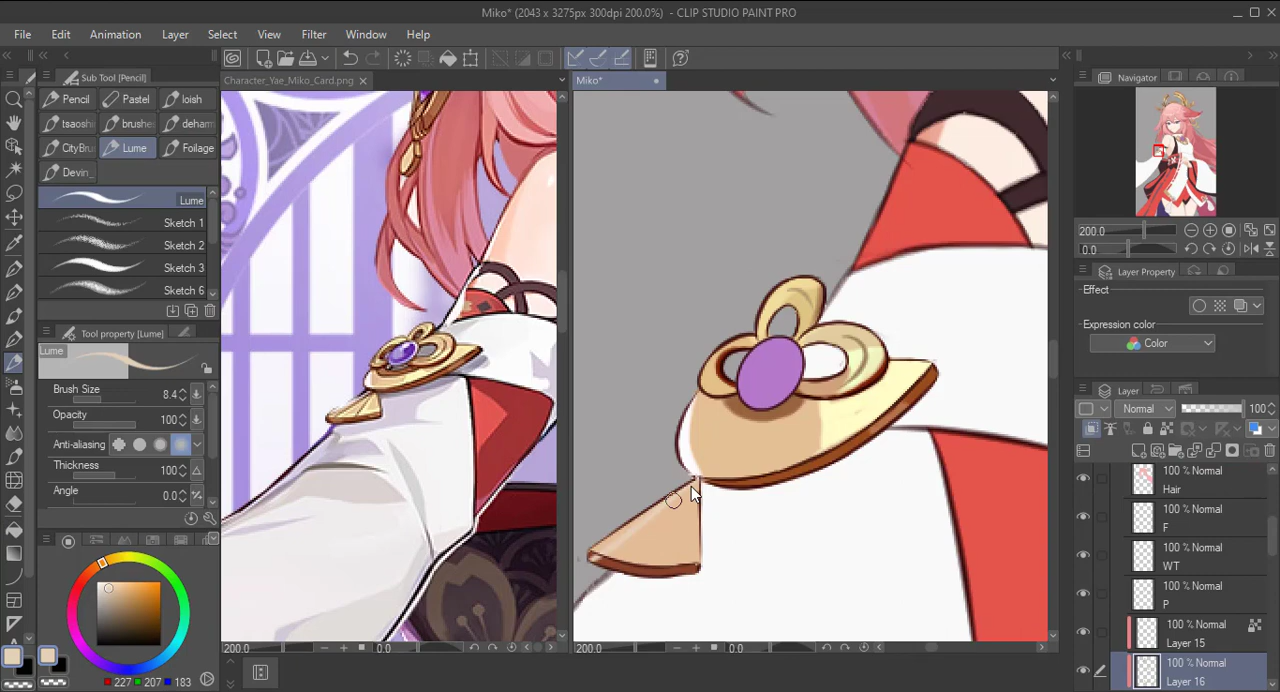 Miko* (2043 x 3275px 300dpi 200.0%) - CLIP STUDIO PAINT PRO
File Edit Animation Layer Select View Filter Window Help
Sub Tool [Pencil]
Character_Yae_Miko_Card.png
Miko*
Navigator
Pencil Pastel loish
tsaoshi brushe deham
CityBru Lume Foilage
Devin_
Lume
Sketch 1
Sketch 2
Sketch 3
Sketch 6
Tool property [Lume]
Lume
Brush Size 8.4
Opacity 100
Anti-aliasing
Thickness 100
Angle 0.0
227 207 183
200.0 0.0
200.0 0.0
200.0
0.0
Layer Property
Effect
Expression color
Color
Layer
Normal 100
100 % Normal
Hair
100 % Normal
F
100 % Normal
WT
100 % Normal
P
100 % Normal
Layer 15
100 % Normal
Layer 16